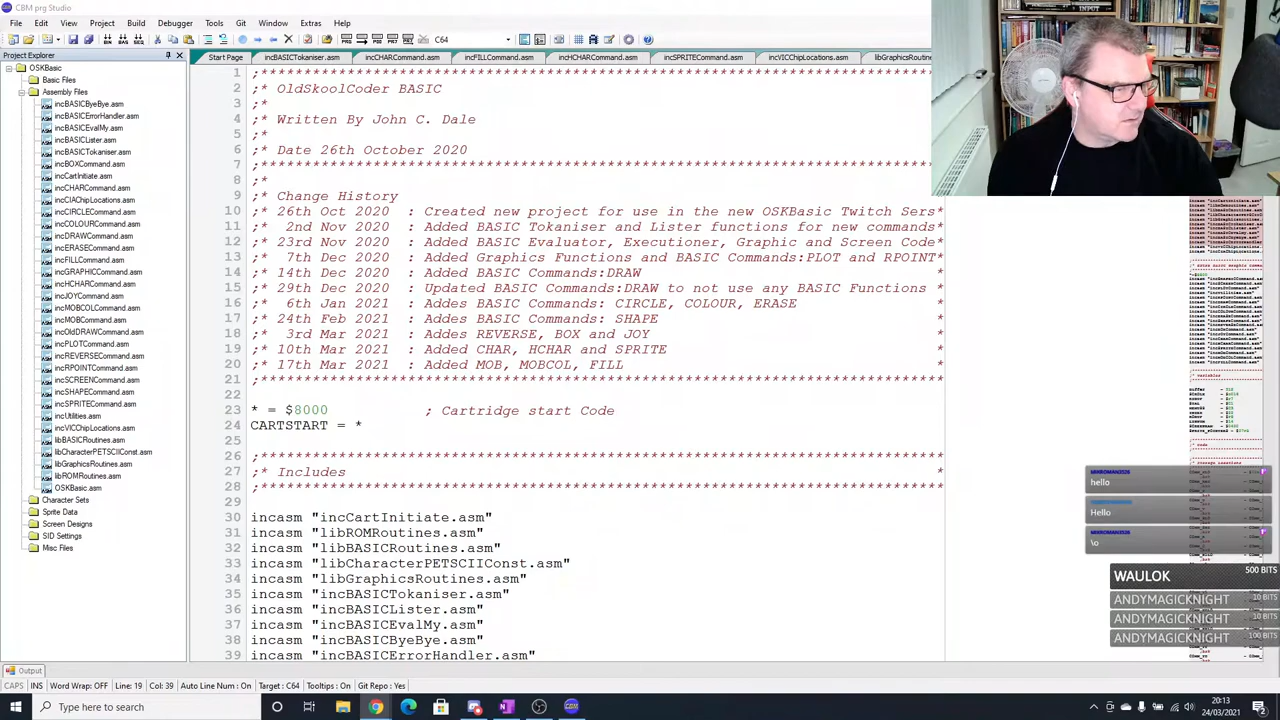 CBM prg Studio
File Edit View Project Build Debugger Tools Git Window Extras Help
C64
Project Explorer
OSKBasic
Basic Files
Assembly Files
incBASICByeBye.asm
incBASICErrorHandler.asm
incBASICEvalMy.asm
incBASICLister.asm
incBASICTokaniser.asm
incBOXCommand.asm
incCartInitiate.asm
incCHARCommand.asm
incCIAChipLocations.asm
incCIRCLECommand.asm
incCOLOURCommand.asm
incDRAWCommand.asm
incERASECommand.asm
incFILLCommand.asm
incGRAPHICCommand.asm
incHCHARCommand.asm
incJOYCommand.asm
incMOBCOLCommand.asm
incMOBCommand.asm
incOldDRAWCommand.asm
incPLOTCommand.asm
incREVERSECommand.asm
incRPOINTCommand.asm
incSCREENCommand.asm
incSHAPECommand.asm
incSPRITECommand.asm
incUtilities.asm
incVICChipLocations.asm
libBASICRoutines.asm
libCharacterPETSCIIConst.asm
libGraphicsRoutines.asm
libROMRoutines.asm
OSKBasic.asm
Character Sets
Sprite Data
Screen Designs
SID Settings
Misc Files
Start Page incBASICTokaniser.asm incCHARCommand.asm incFILLCommand.asm incHCHARCommand.asm incSPRITECommand.asm incVICChipLocations.asm libGraphicsRoutine
1 ;*******************************************************************************
2 ;* OldSkoolCoder BASIC
3 ;*
4 ;* Written By John C. Dale
5 ;*
6 ;* Date 26th October 2020
7 ;*******************************************************************************
8 ;*
9 ;* Change History
10 ;* 26th Oct 2020 : Created new project for use in the new OSKBasic Twitch Sers*
11 ;* 2nd Nov 2020 : Added BASIC Tokaniser and Lister functions for new commands*
12 ;* 23rd Nov 2020 : Added BASIC Evaluator, Executioner, Graphic and Screen Code*
13 ;* 7th Dec 2020 : Added GRAPHIC Functions and BASIC Commands:PLOT and RPOINT*
14 ;* 14th Dec 2020 : Added BASIC Commands:DRAW *
15 ;* 29th Dec 2020 : Updated BASIC Commands:DRAW to not use any BASIC Functions *
16 ;* 6th Jan 2021 : Addes BASIC Commands: CIRCLE, COLOUR, ERASE *
17 ;* 24th Feb 2021 : Added BASIC Commands: SHAPE *
18 ;* 3rd Mar 2021 : Added REVERSE,BOX and JOY *
19 ;* 10th Mar 2021 : Added CHAR,HCHAR and SPRITE *
20 ;* 17th Mar 2021 : Added MOB,MOBCOL, FILL *
21 ;*******************************************************************************
22
23 * = $8000 ; Cartridge start Code
24 CARTSTART = *
25
26 ;*******************************************************************************
27 ;* Includes *
28 ;*******************************************************************************
29
30 incasm "incCartInitiate.asm"
31 incasm "libROMRoutines.asm"
32 incasm "libBASICRoutines.asm"
33 incasm "libCharacterPETSCIIConst.asm"
34 incasm "libGraphicsRoutines.asm"
35 incasm "incBASICTokaniser.asm"
36 incasm "incBASICLister.asm"
37 incasm "incBASICEvalMy.asm"
38 incasm "incBASICByeBye.asm"
39 incasm "incBASICErrorHandler.asm"
INPUT
hello
Hello
\o
WAULOK 500 BITS
ANDYMAGICKNIGHT 10 BITS
ANDYMAGICKNIGHT 10 BITS
ANDYMAGICKNIGHT 100 BITS
Output
CAPS INS Word Wrap: OFF Line: 19 Col: 39 Auto Line Num : On Target : C64 Tooltips : On Git Repo : Yes
Type here to search
20:13
24/03/2021